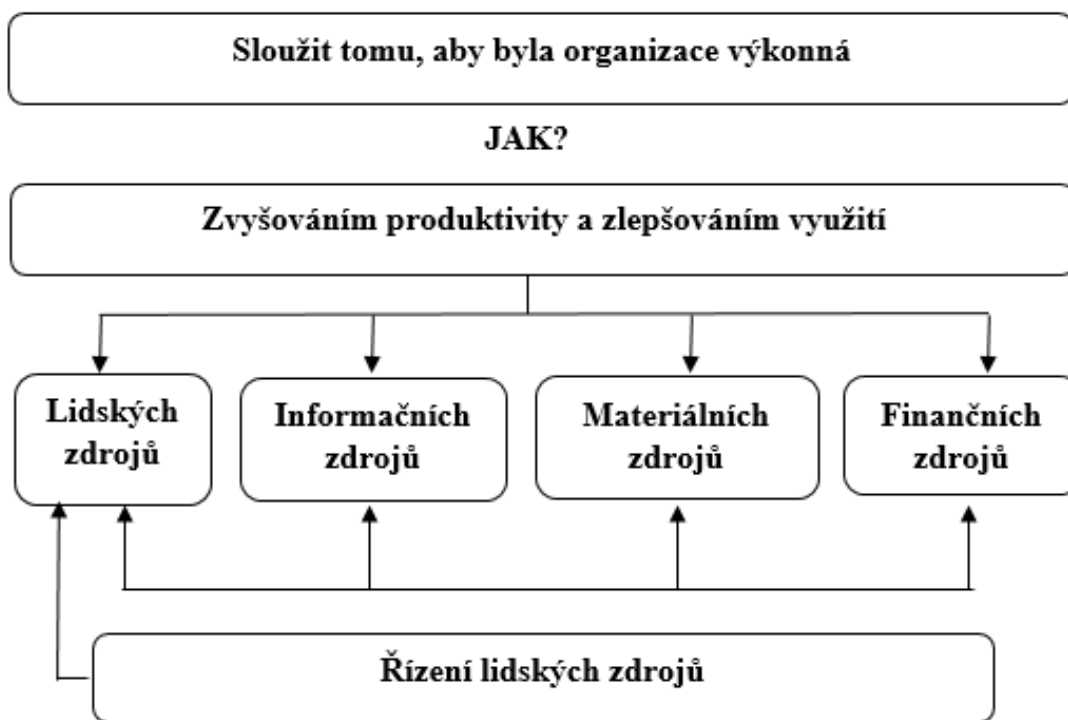 Sloužit tomu, aby byla organizace výkonná
JAK?
Zvyšováním produktivity a zlepšováním využití
Lidských
zdrojů
Informačních
zdrojů
Materiálních
zdrojů
Finančních
zdrojů
Řízení lidských zdrojů